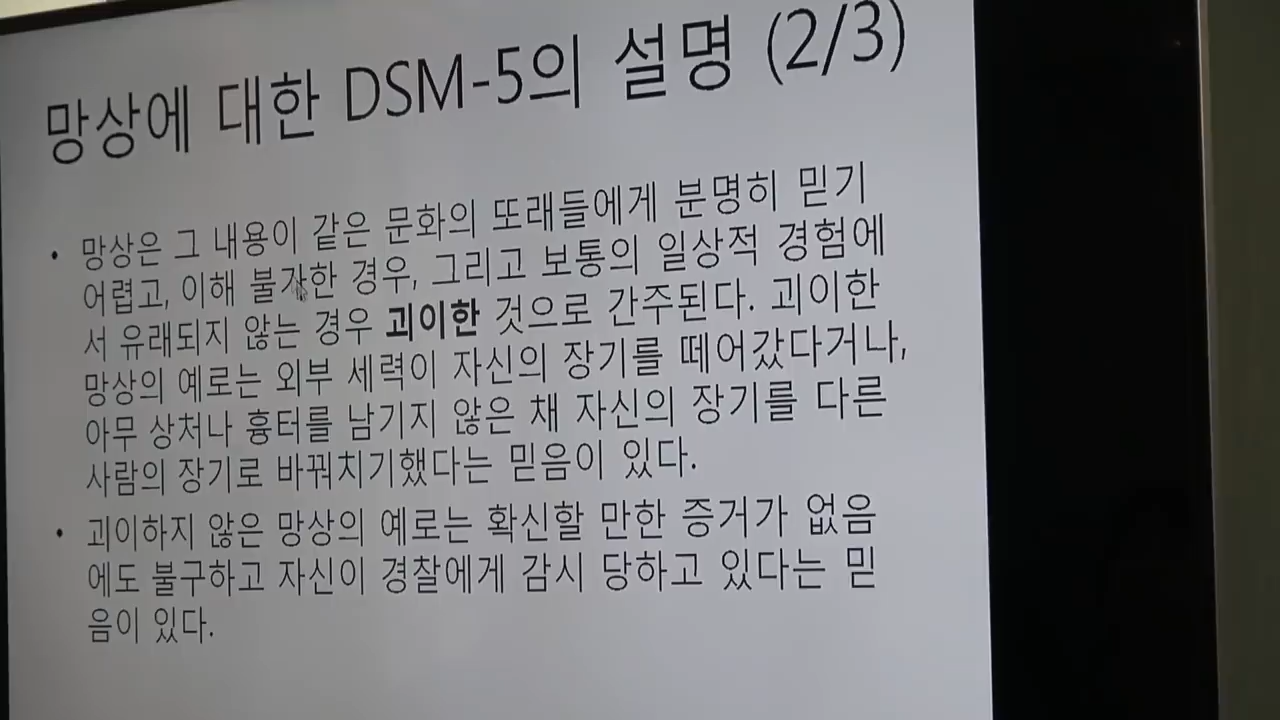 망상에 대한 DSM-5의 설명 (2/3)
• 망상은 그 내용이 같은 문화의 또래들에게 분명히 믿기
어렵고, 이해 불가한 경우, 그리고 보통의 일상적 경험에
서 유래되지 않는 경우 괴이한 것으로 간주된다. 괴이한
망상의 예로는 외부 세력이 자신의 장기를 떼어갔다거나,
아무 상처나 흉터를 남기지 않은 채 자신의 장기를 다른
사람의 장기로 바꿔치기했다는 믿음이 있다.
• 괴이하지 않은 망상의 예로는 확신할 만한 증거가 없음
에도 불구하고 자신이 경찰에게 감시 당하고 있다는 믿
음이 있다.